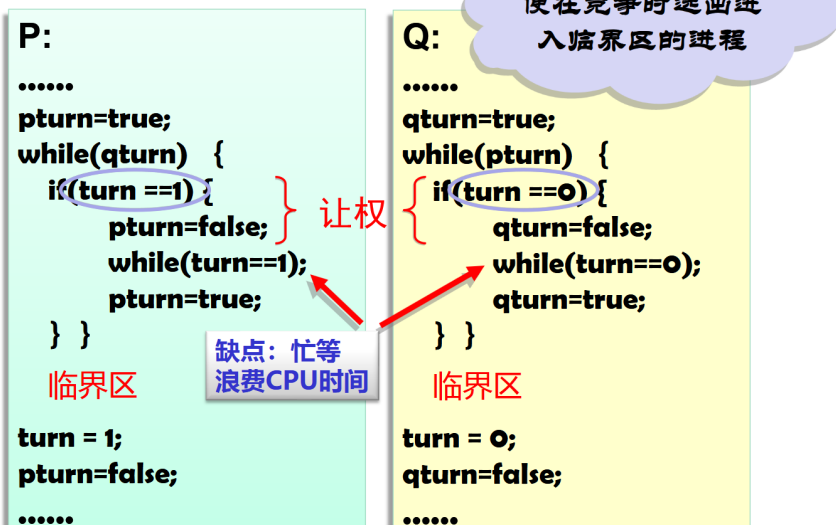 使在竞争时选出进
入临界区的进程
P:
......
pturn=true;
while(qturn) {
if(turn ==1) {
pturn=false;
while(turn==1);
pturn=true;
} }
临界区
turn = 1;
pturn=false;
......
让权
缺点：忙等
浪费CPU时间
Q:
......
qturn=true;
while(pturn) {
if(turn ==0) {
qturn=false;
while(turn==0);
qturn=true;
} }
临界区
turn = 0;
qturn=false;
......